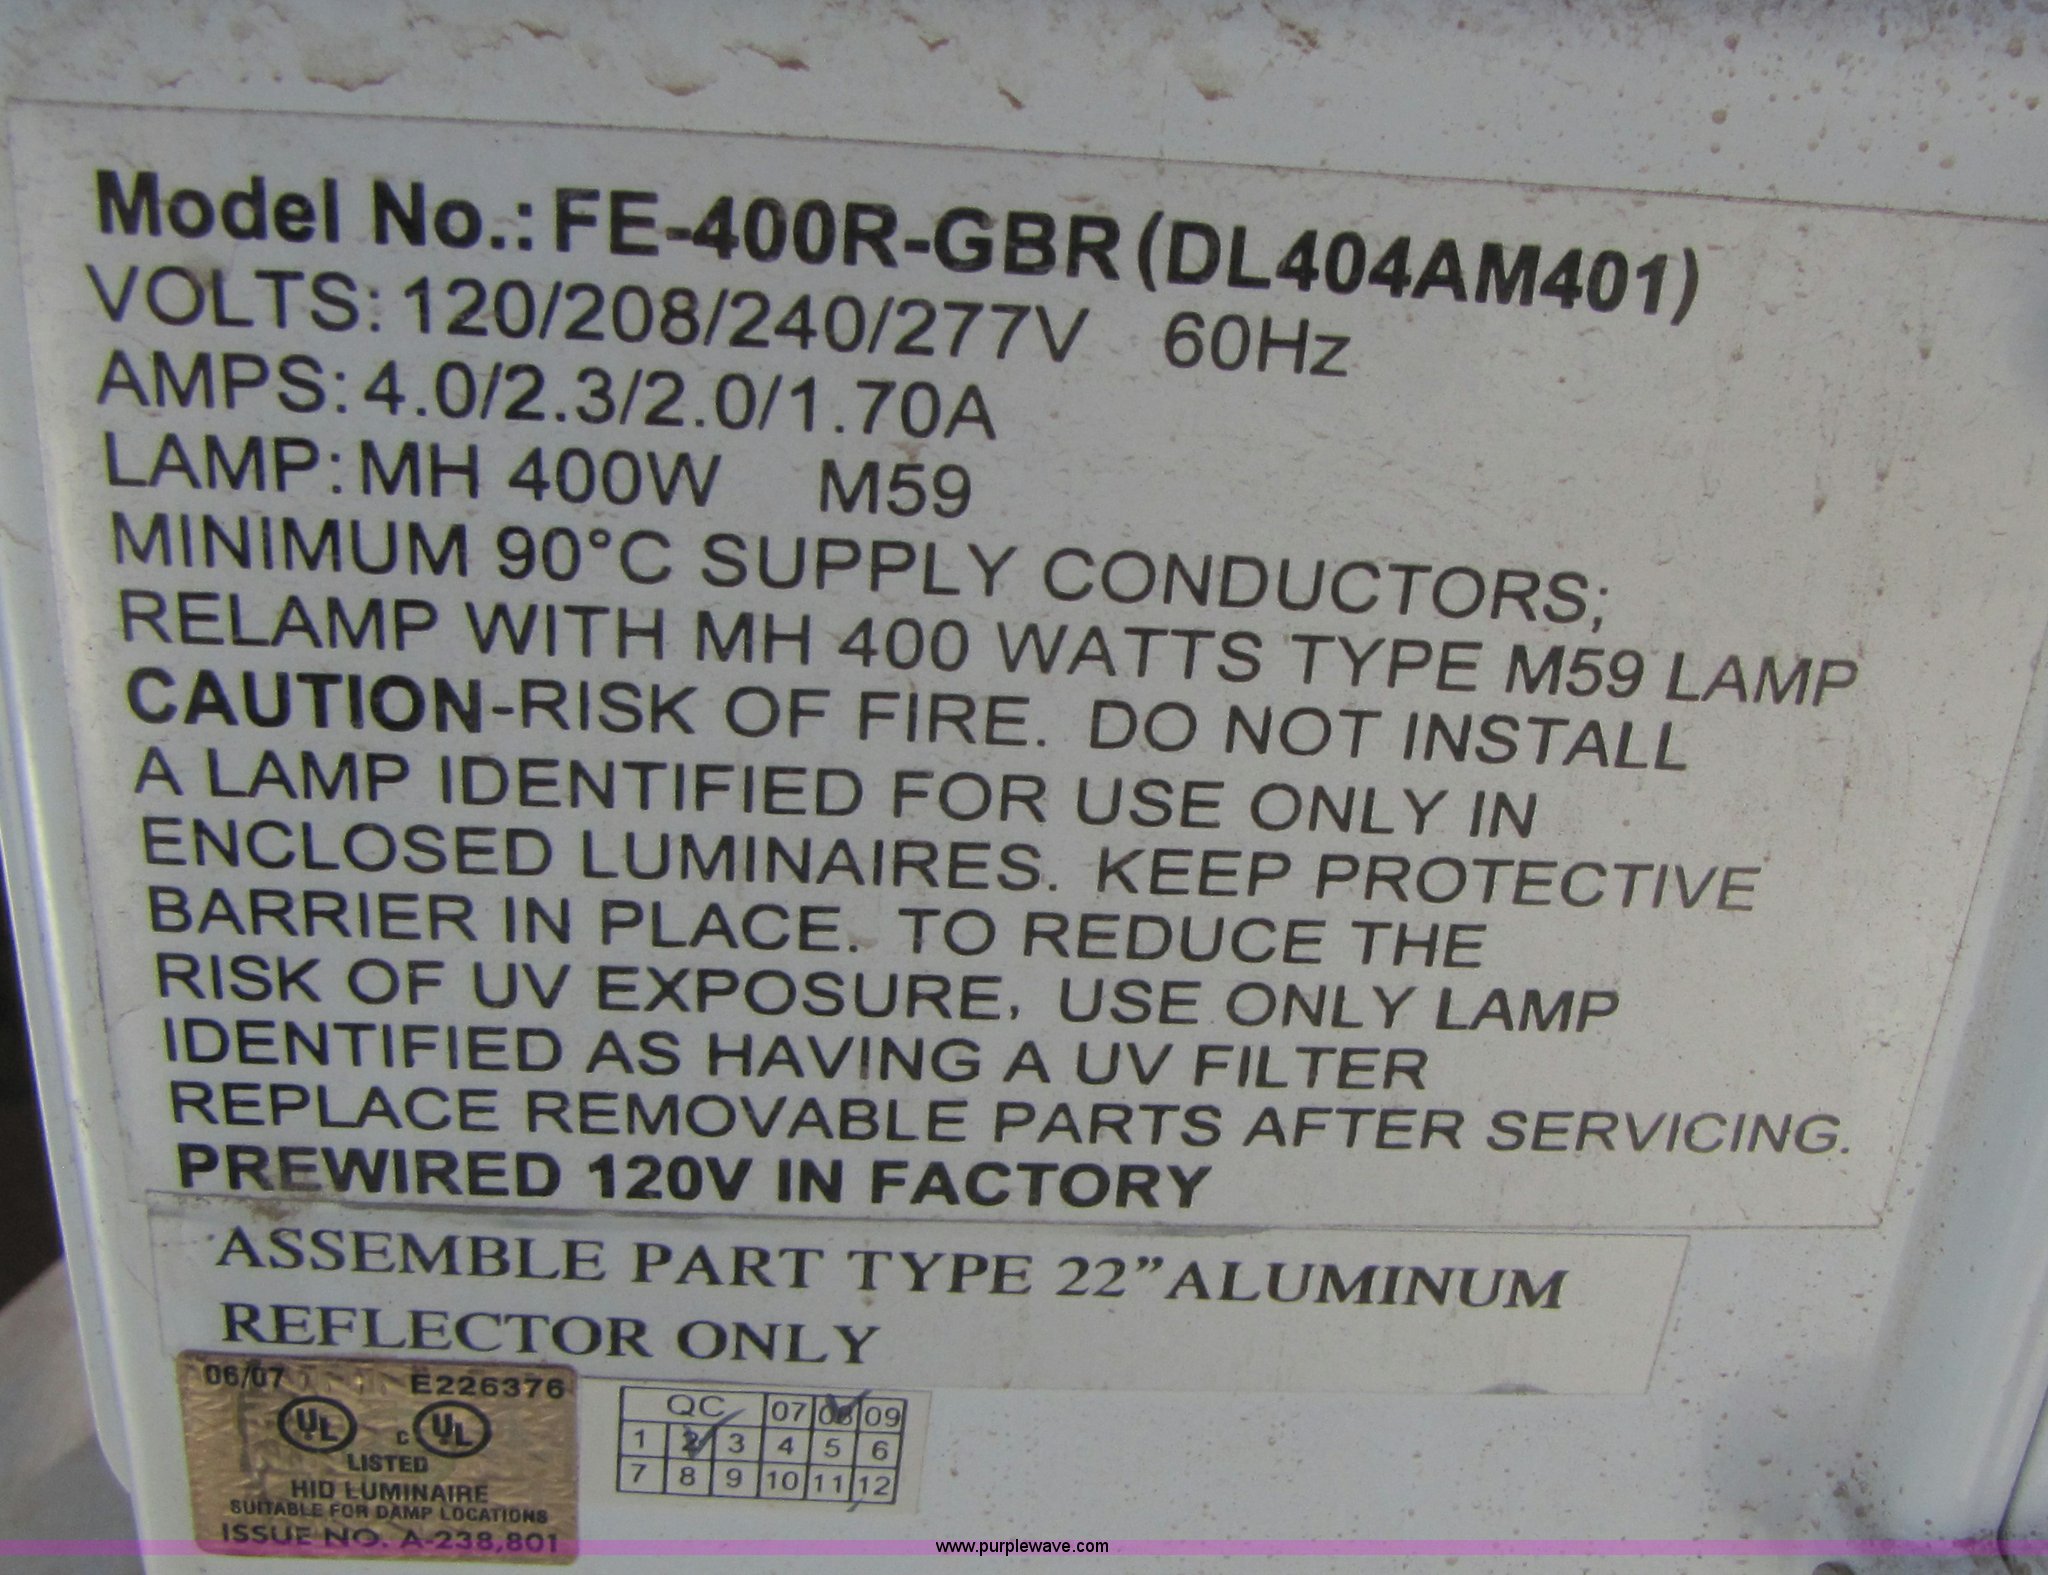 Model No.: FE-400R-GBR (DL404AM401)
VOLTS: 120/208/240/277V 60Hz
AMPS: 4.0/2.3/2.0/1.70A
LAMP: MH 400W M59
MINIMUM 90°C SUPPLY CONDUCTORS;
RELAMP WITH MH 400 WATTS TYPE M59 LAMP
CAUTION-RISK OF FIRE. DO NOT INSTALL
A LAMP IDENTIFIED FOR USE ONLY IN
ENCLOSED LUMINAIRES. KEEP PROTECTIVE
BARRIER IN PLACE. TO REDUCE THE
RISK OF UV EXPOSURE, USE ONLY LAMP
IDENTIFIED AS HAVING A UV FILTER
REPLACE REMOVABLE PARTS AFTER SERVICING.
PREWIRED 120V IN FACTORY
ASSEMBLE PART TYPE 22” ALUMINUM
REFLECTOR ONLY
06/07 E226376
UL c UL
LISTED
HID LUMINAIRE
SUITABLE FOR DAMP LOCATIONS
ISSUE NO. A-238,801
QC 07 08 09
1 2 3 4 5 6
7 8 9 10 11 12
www.purplewave.com